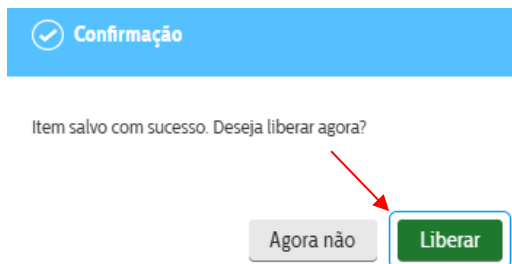 Confirmação
Item salvo com sucesso. Deseja liberar agora?
Agora não
Liberar